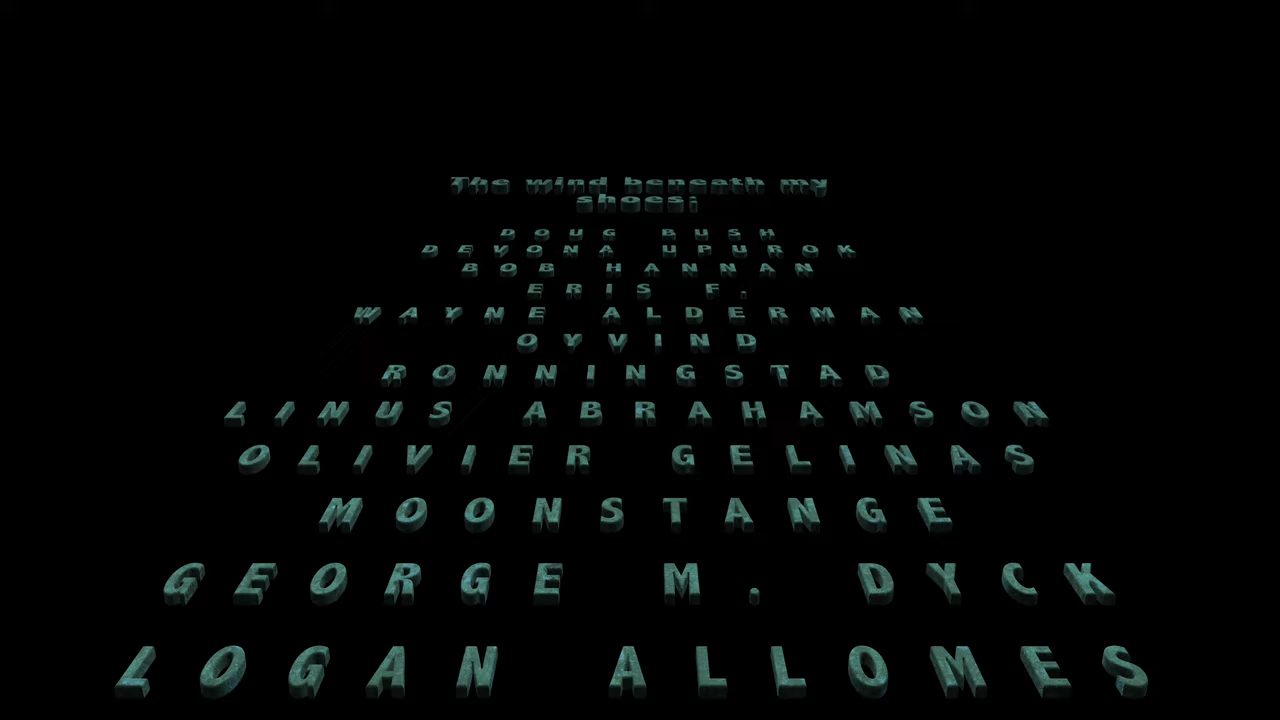 The wind beneath my
shoes:
DOUG BUSH
DEVONA UPUROK
BOB HANNAN
ERIS F.
WAYNE ALDERMAN
OYVIND
RONNINGSTAD
LINUS ABRAHAMSON
OLIVIER GELINAS
MOONSTANGE
GEORGE M. DYCK
LOGAN ALLOMES